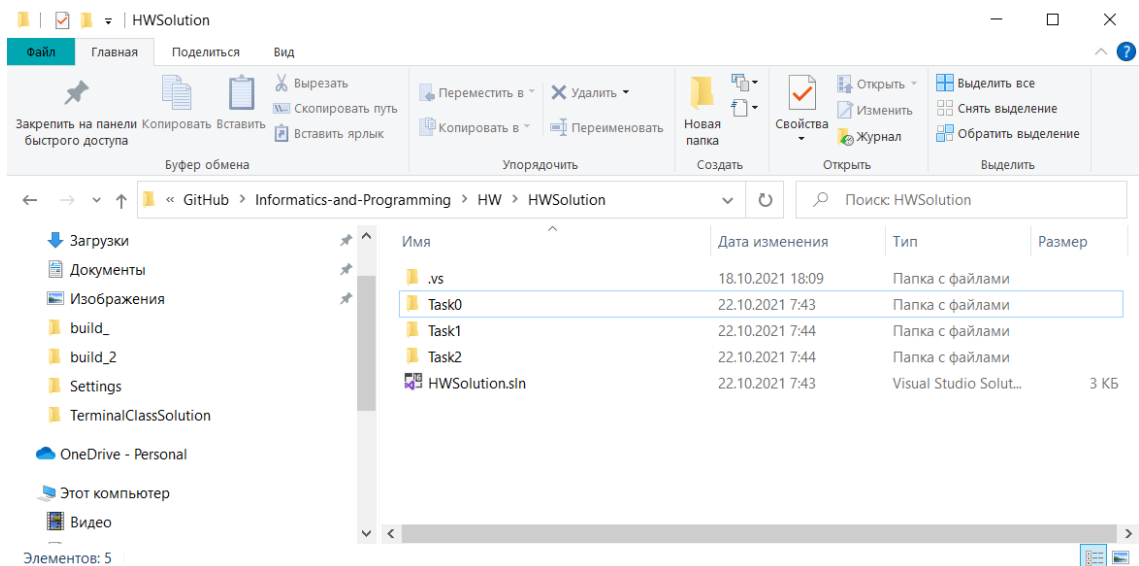 HWSolution
Файл Главная Поделиться Вид
Закрепить на панели быстрого доступа
Копировать
Вставить
Вырезать
Скопировать путь
Вставить ярлык
Буфер обмена
Переместить в
Копировать в
Удалить
Переименовать
Упорядочить
Новая папка
Создать
Свойства
Открыть
Изменить
Журнал
Открыть
Выделить все
Снять выделение
Обратить выделение
Выделить
« GitHub > Informatics-and-Programming > HW > HWSolution
Поиск: HWSolution
Загрузки
Документы
Изображения
build_
build_2
Settings
TerminalClassSolution
OneDrive - Personal
Этот компьютер
Видео
Имя Дата изменения Тип Размер
.vs 18.10.2021 18:09 Папка с файлами
Task0 22.10.2021 7:43 Папка с файлами
Task1 22.10.2021 7:44 Папка с файлами
Task2 22.10.2021 7:44 Папка с файлами
HWSolution.sln 22.10.2021 7:43 Visual Studio Solut... 3 КБ
Элементов: 5